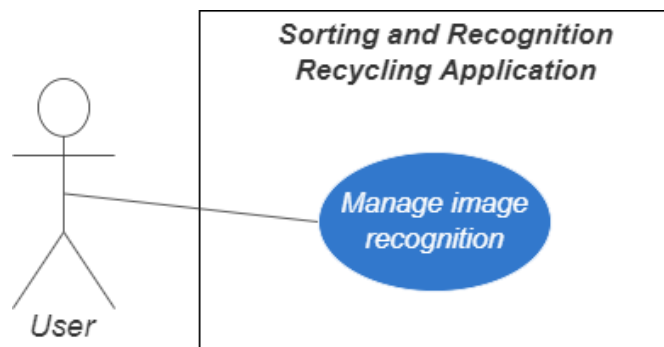 Sorting and Recognition
Recycling Application
Manage image
recognition
User